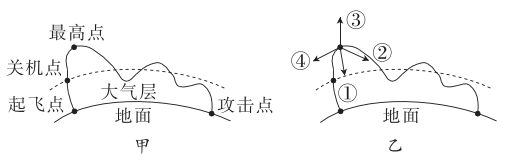 最高点
关机点
大气层
起飞点
攻击点
地面
甲
③
④
②
①
地面
乙